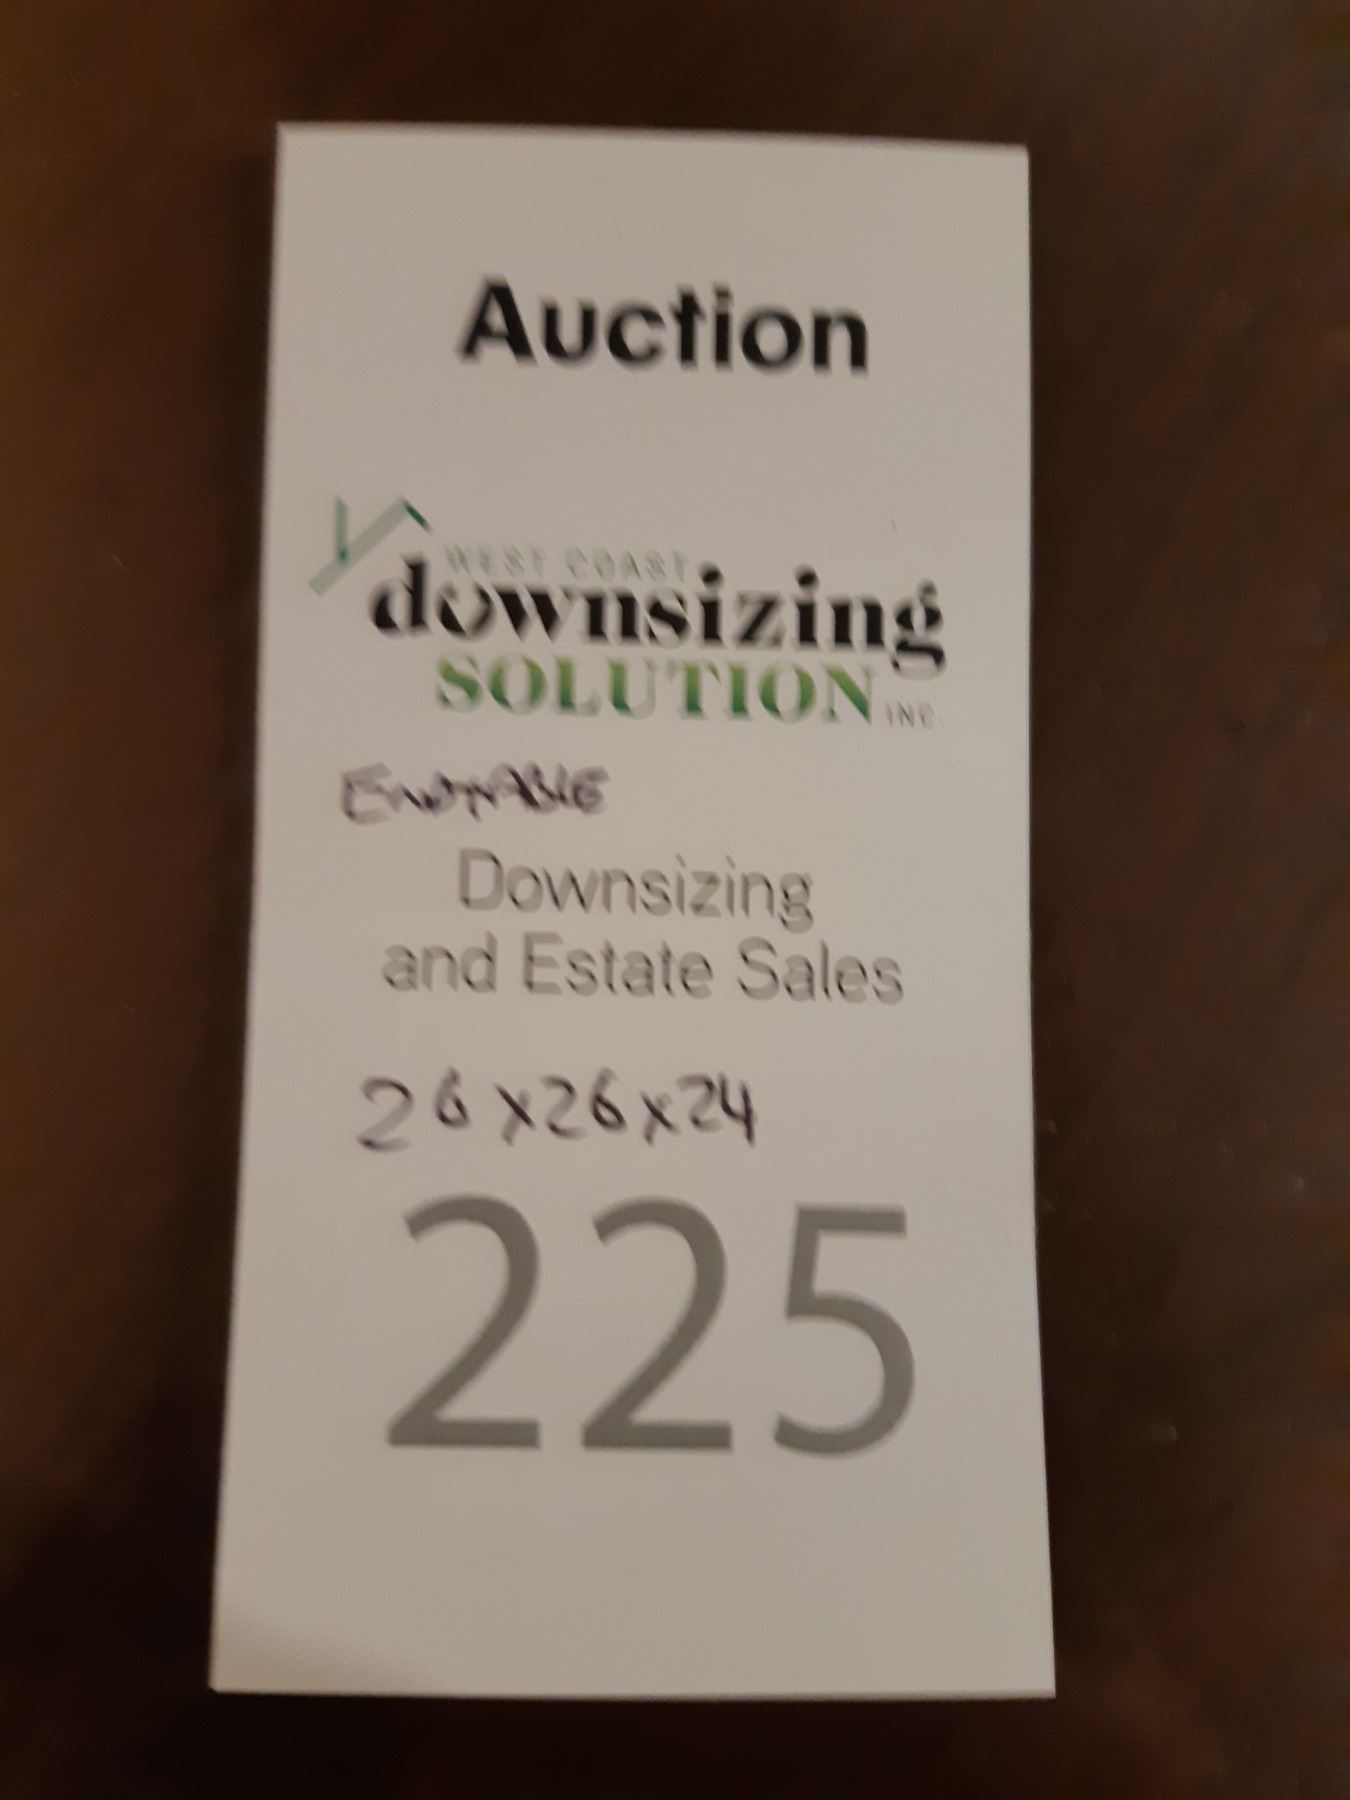 Auction
WEST COAST
downsizing
SOLUTION INC.
ENDTABLE
Downsizing
and Estate Sales
26x26x24
225